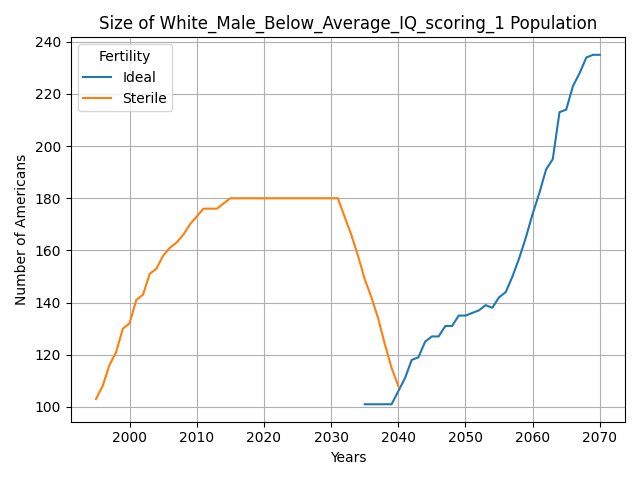 Size of White_Male_Below_Average_IQ_scoring_1 Population
Fertility
Ideal
Sterile
Number of Americans
240
220
200
180
160
140
120
100
2000 2010 2020 2030 2040 2050 2060 2070
Years